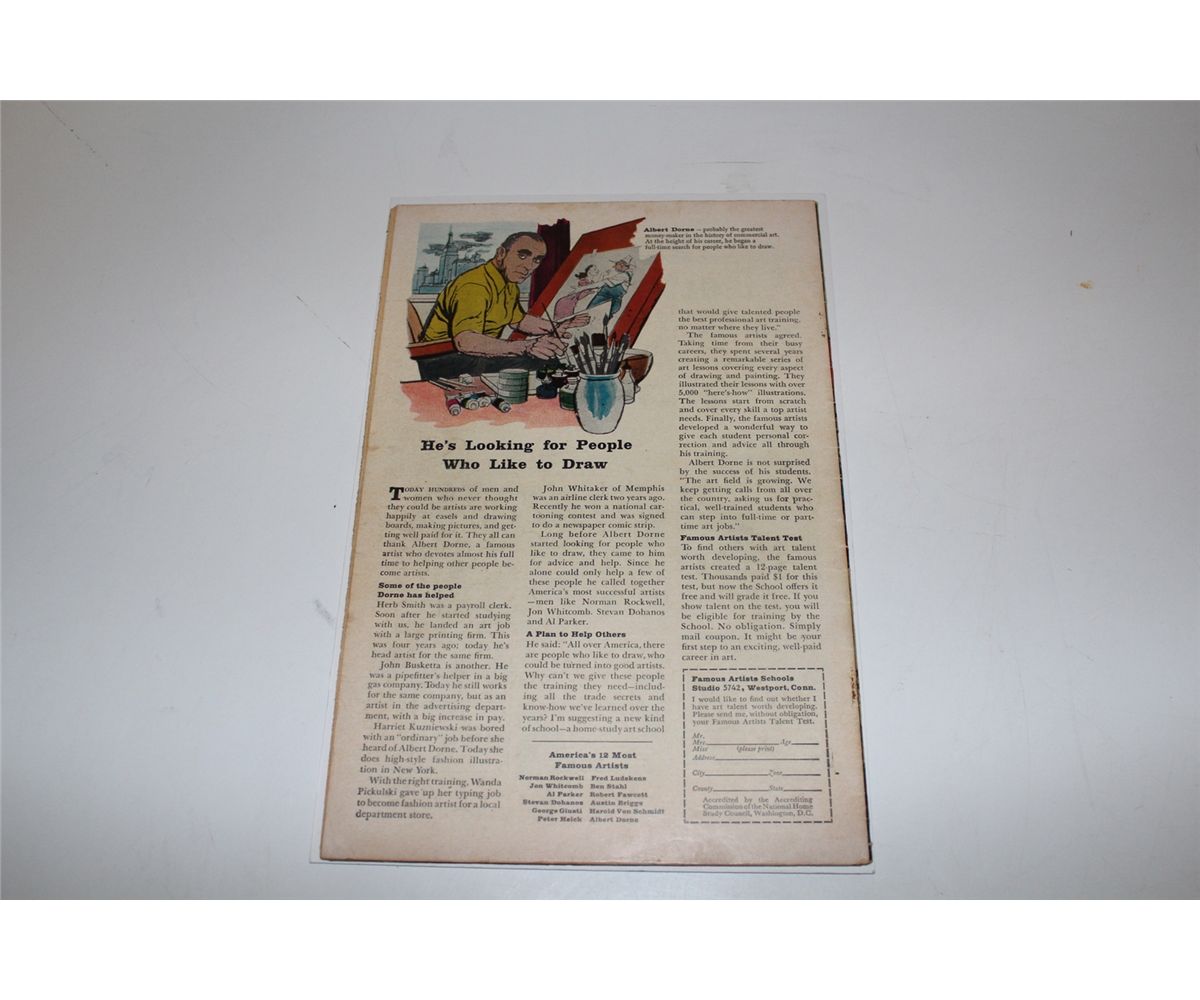 Albert Dorne — probably the greatest
money-maker in the history of commercial art.
At the height of his career, he began a
full-time search for people who like to draw.
He's Looking for People
Who Like to Draw
TODAY HUNDREDS of men and
women who never thought
they could be artists are working
happily at easels and drawing
boards, making pictures, and get-
ting well paid for it. They all can
thank Albert Dorne, a famous
artist who devotes almost his full
time to helping other people be-
come artists.
Some of the people
Dorne has helped
Herb Smith was a payroll clerk.
Soon after he started studying
with us, he landed an art job
with a large printing firm. This
was four years ago; today he's
head artist for the same firm.
John Busketta is another. He
was a pipefitter's helper in a big
gas company. Today he still works
for the same company, but as an
artist in the advertising depart-
ment, with a big increase in pay.
Harriet Kuzniewski was bored
with an "ordinary" job before she
heard of Albert Dorne. Today she
does high-style fashion illustra-
tion in New York.
With the right training, Wanda
Pickulski gave up her typing job
to become fashion artist for a local
department store.
John Whitaker of Memphis
was an airline clerk two years ago.
Recently he won a national car-
tooning contest and was signed
to do a newspaper comic strip.
Long before Albert Dorne
started looking for people who
like to draw, they came to him
for advice and help. Since he
alone could only help a few of
these people he called together
America's most successful artists
—men like Norman Rockwell,
Jon Whitcomb, Stevan Dohanos
and Al Parker.
A Plan to Help Others
He said: "All over America, there
are people who like to draw, who
could be turned into good artists.
Why can't we give these people
the training they need—includ-
ing all the trade secrets and
know-how we've learned over the
years? I'm suggesting a new kind
of school—a home-study art school
America's 12 Most
Famous Artists
Norman Rockwell Fred Ludekens
Jon Whitcomb Ben Stahl
Al Parker Robert Fawcett
Stevan Dohanos Austin Briggs
George Giusti Harold Von Schmidt
Peter Helck Albert Dorne
that would give talented people
the best professional art training,
no matter where they live."
The famous artists agreed.
Taking time from their busy
careers, they spent several years
creating a remarkable series of
art lessons covering every aspect
of drawing and painting. They
illustrated their lessons with over
5,000 "here's-how" illustrations.
The lessons start from scratch
and cover every skill a top artist
needs. Finally, the famous artists
developed a wonderful way to
give each student personal cor-
rection and advice all through
his training.
Albert Dorne is not surprised
by the success of his students.
"The art field is growing. We
keep getting calls from all over
the country, asking us for prac-
tical, well-trained students who
can step into full-time or part-
time art jobs."
Famous Artists Talent Test
To find others with art talent
worth developing, the famous
artists created a 12-page talent
test. Thousands paid $1 for this
test, but now the School offers it
free and will grade it free. If you
show talent on the test, you will
be eligible for training by the
School. No obligation. Simply
mail coupon. It might be your
first step to an exciting, well-paid
career in art.
Famous Artists Schools
Studio 5742, Westport, Conn.
I would like to find out whether I
have art talent worth developing.
Please send me, without obligation,
your Famous Artists Talent Test.
Mr.
Mrs. Age
Miss (please print)
Address
City Zone
County State
Accredited by the Accrediting
Commission of the National Home
Study Council, Washington, D.C.